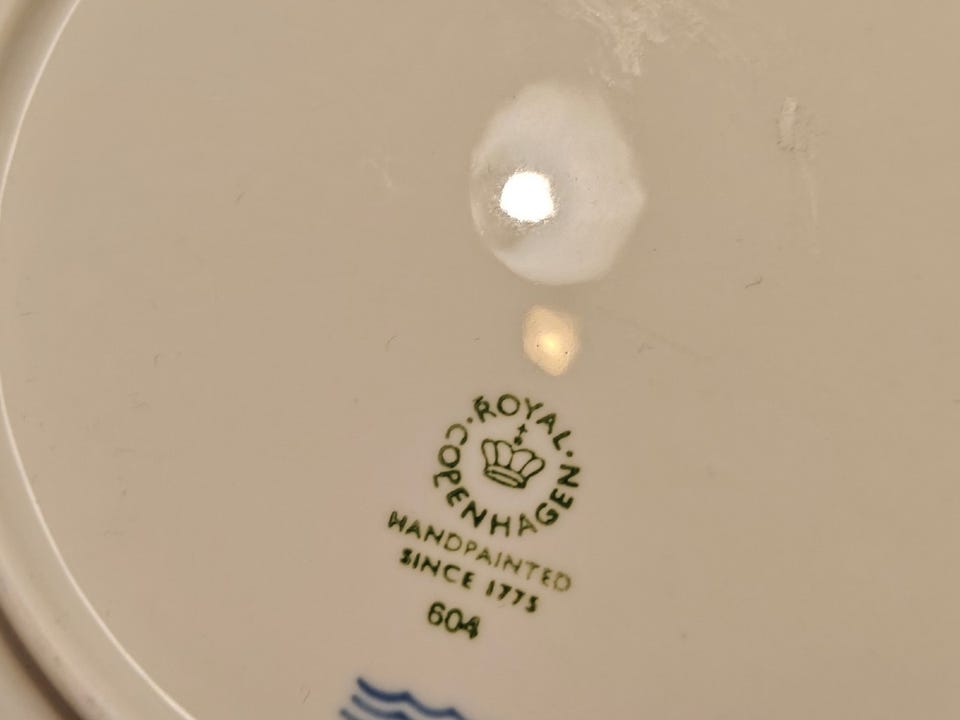 ROYAL
COPENHAGEN
HANDPAINTED
SINCE 1775
604